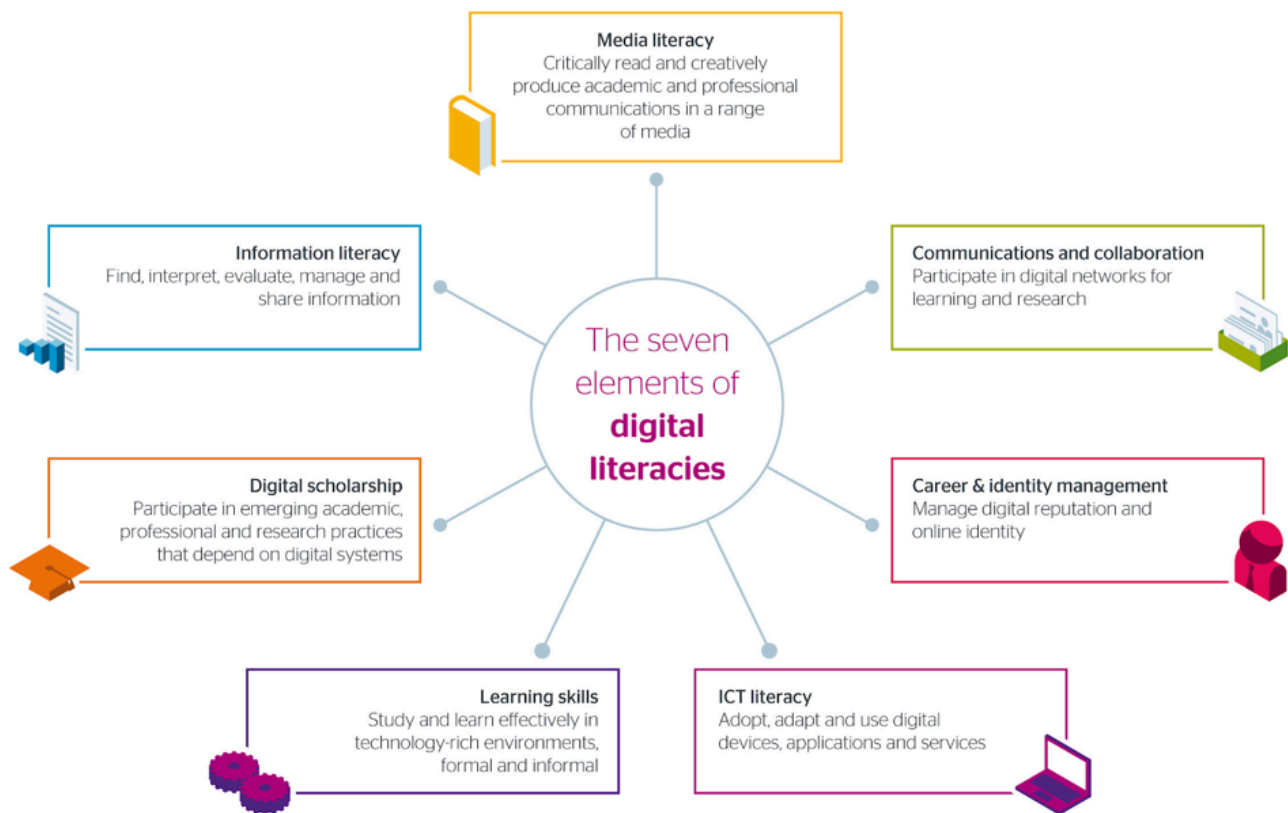 Media literacy
Critically read and creatively
produce academic and professional
communications in a range
of media
Information literacy
Find, interpret, evaluate, manage and
share information
Communications and collaboration
Participate in digital networks for
learning and research
The seven
elements of
digital
literacies
Digital scholarship
Participate in emerging academic,
professional and research practices
that depend on digital systems
Career & identity management
Manage digital reputation and
online identity
Learning skills
Study and learn effectively in
technology-rich environments,
formal and informal
ICT literacy
Adopt, adapt and use digital
devices, applications and services